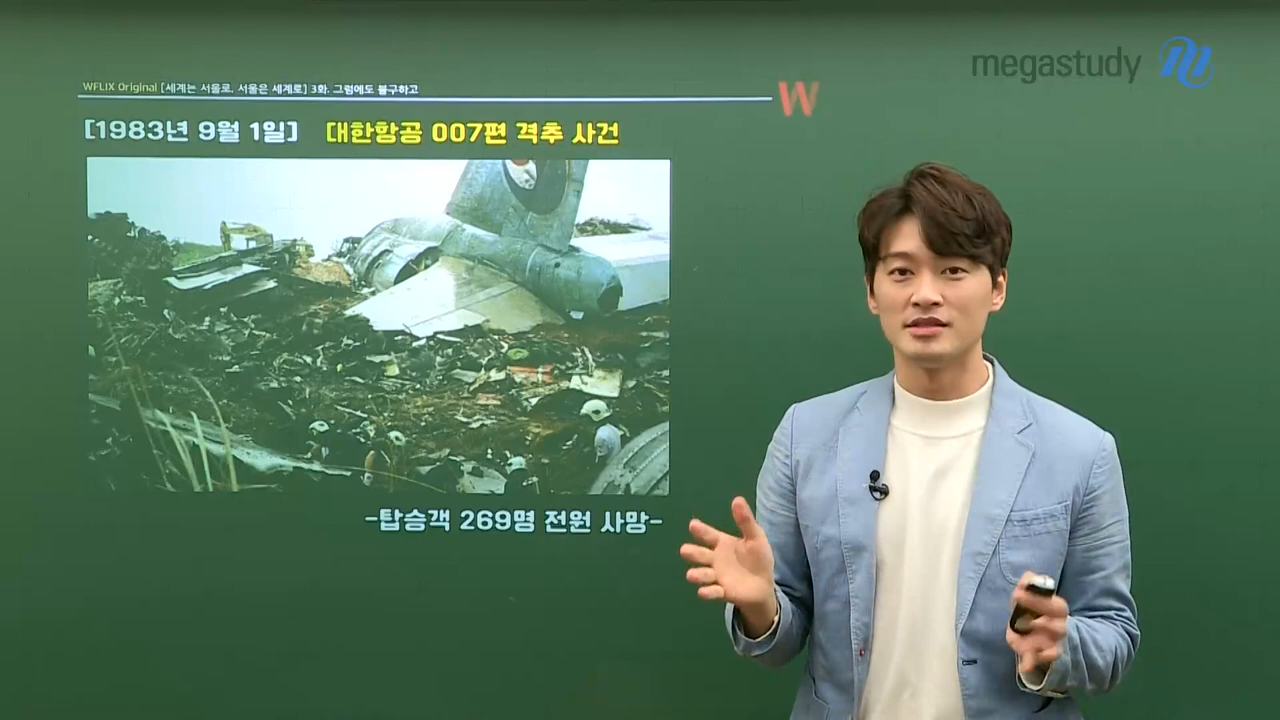 megastudy
WFLIX Original [세계는 서울로, 서울은 세계로] 3화. 그럼에도 불구하고
W
[1983년 9월 1일] 대한항공 007편 격추 사건
-탑승객 269명 전원 사망-